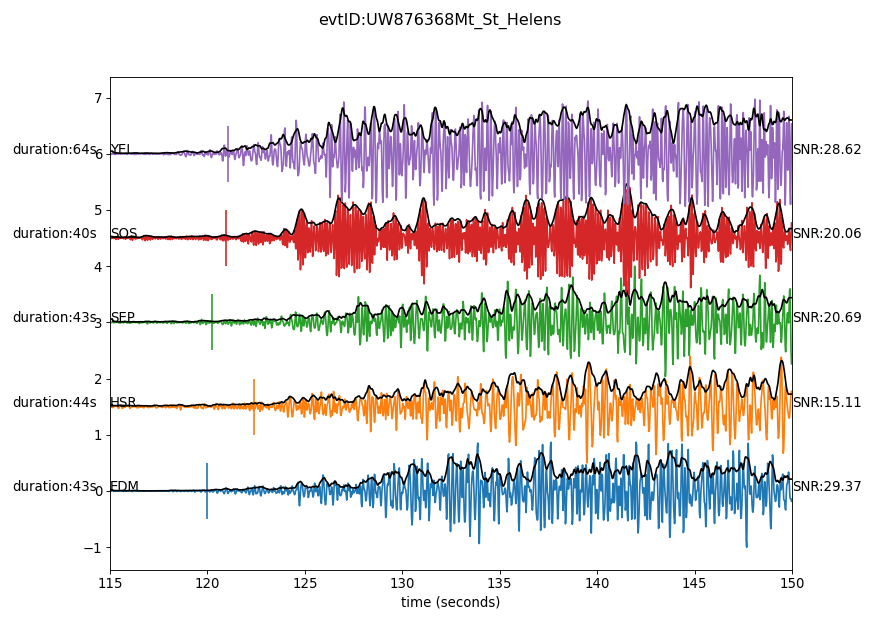 evtID:UW876368Mt_St_Helens
7
duration:64s YEL SNR:28.62
6
5
duration:40s SOS SNR:20.06
4
duration:43s SEP SNR:20.69
3
2
duration:44s HSR SNR:15.11
1
duration:43s EDM SNR:29.37
0
−1
115 120 125 130 135 140 145 150
time (seconds)